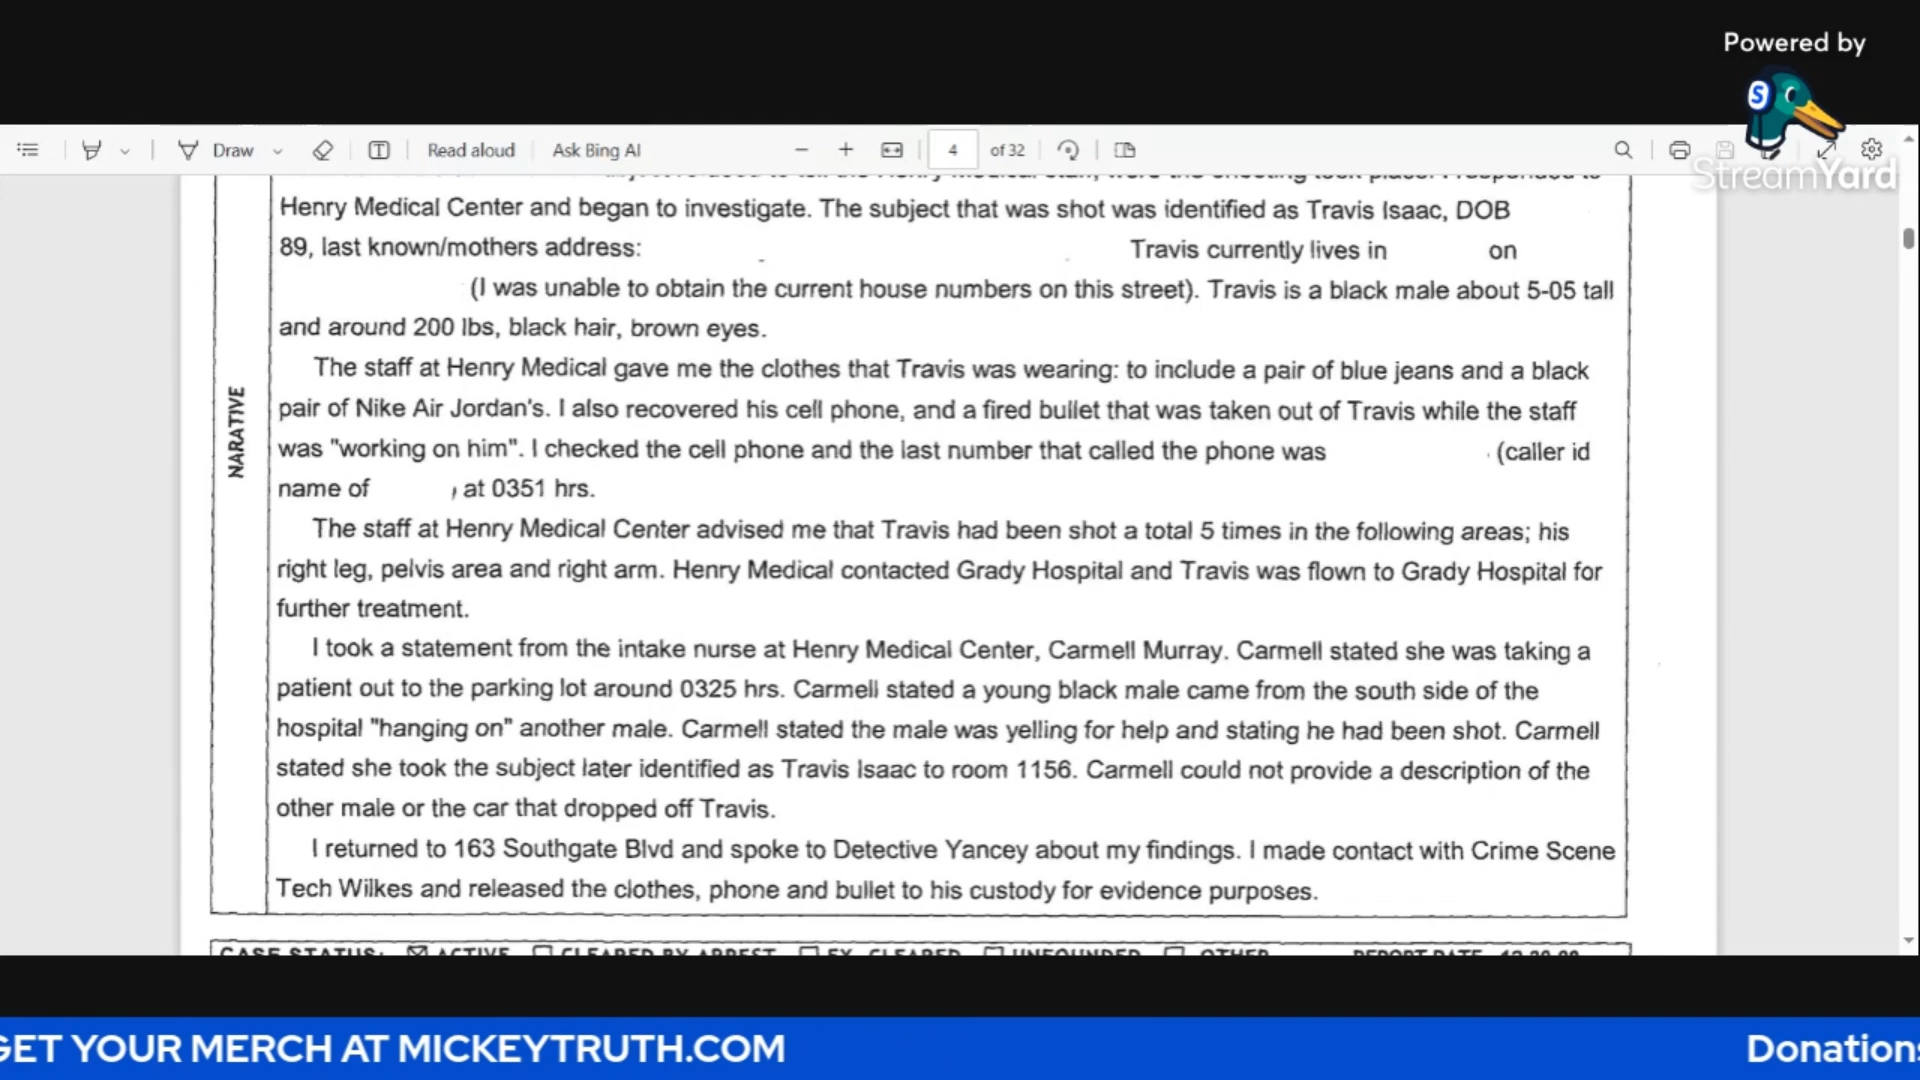 Powered by
Draw
Read aloud
Ask Bing AI
4
of 32
StreamYard
Henry Medical Center and began to investigate. The subject that was shot was identified as Travis Isaac, DOB
89, last known/mothers address: Travis currently lives in on
(I was unable to obtain the current house numbers on this street). Travis is a black male about 5-05 tall
and around 200 lbs, black hair, brown eyes.
The staff at Henry Medical gave me the clothes that Travis was wearing: to include a pair of blue jeans and a black
pair of Nike Air Jordan's. I also recovered his cell phone, and a fired bullet that was taken out of Travis while the staff
was "working on him". I checked the cell phone and the last number that called the phone was (caller id
name of , at 0351 hrs.
The staff at Henry Medical Center advised me that Travis had been shot a total 5 times in the following areas; his
right leg, pelvis area and right arm. Henry Medical contacted Grady Hospital and Travis was flown to Grady Hospital for
further treatment.
I took a statement from the intake nurse at Henry Medical Center, Carmell Murray. Carmell stated she was taking a
patient out to the parking lot around 0325 hrs. Carmell stated a young black male came from the south side of the
hospital "hanging on" another male. Carmell stated the male was yelling for help and stating he had been shot. Carmell
stated she took the subject later identified as Travis Isaac to room 1156. Carmell could not provide a description of the
other male or the car that dropped off Travis.
I returned to 163 Southgate Blvd and spoke to Detective Yancey about my findings. I made contact with Crime Scene
Tech Wilkes and released the clothes, phone and bullet to his custody for evidence purposes.
NARATIVE
CASE STATUS: ACTIVE CLEARED BY ARREST EX. CLEARED UNFOUNDED OTHER REPORT DATE
GET YOUR MERCH AT MICKEYTRUTH.COM
Donations